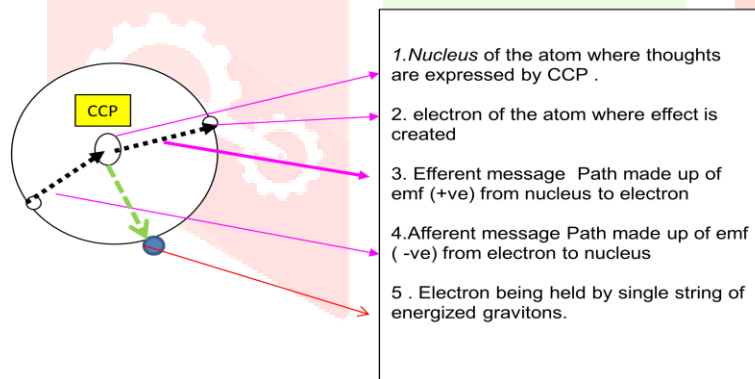 CCP
1.Nucleus of the atom where thoughts
are expressed by CCP .
2. electron of the atom where effect is
created
3. Efferent message Path made up of
emf (+ve) from nucleus to electron
4.Afferent message Path made up of emf
( -ve) from electron to nucleus
5 . Electron being held by single string of
energized gravitons.